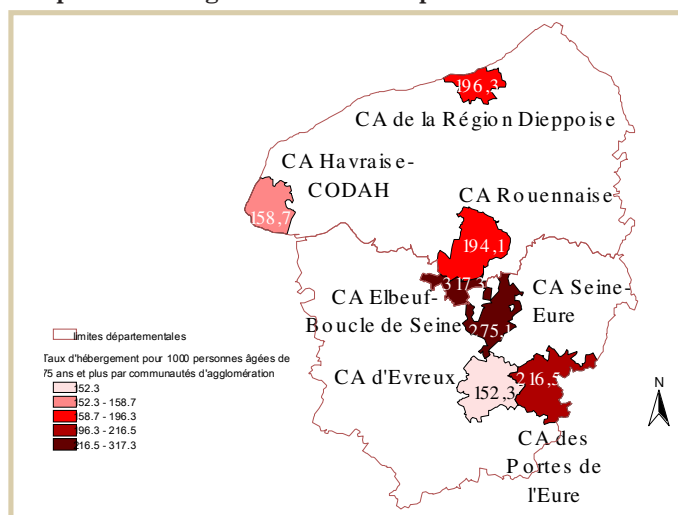 196,3
CA de la Région Dieppoise
CA Havraise-
CODAH
158,7
CA Rouennaise
194,1
317,3
CA Elbeuf-
Boucle de Seine
CA Seine-
Eure
275,1
CA d'Evreux
152,3
216,5
CA des
Portes de
l'Eure
N
limites départementales
Taux d'hébergement pour 1000 personnes âgées de
75 ans et plus par communautés d'agglomération
152.3
152.3 - 158.7
158.7 - 196.3
196.3 - 216.5
216.5 - 317.3